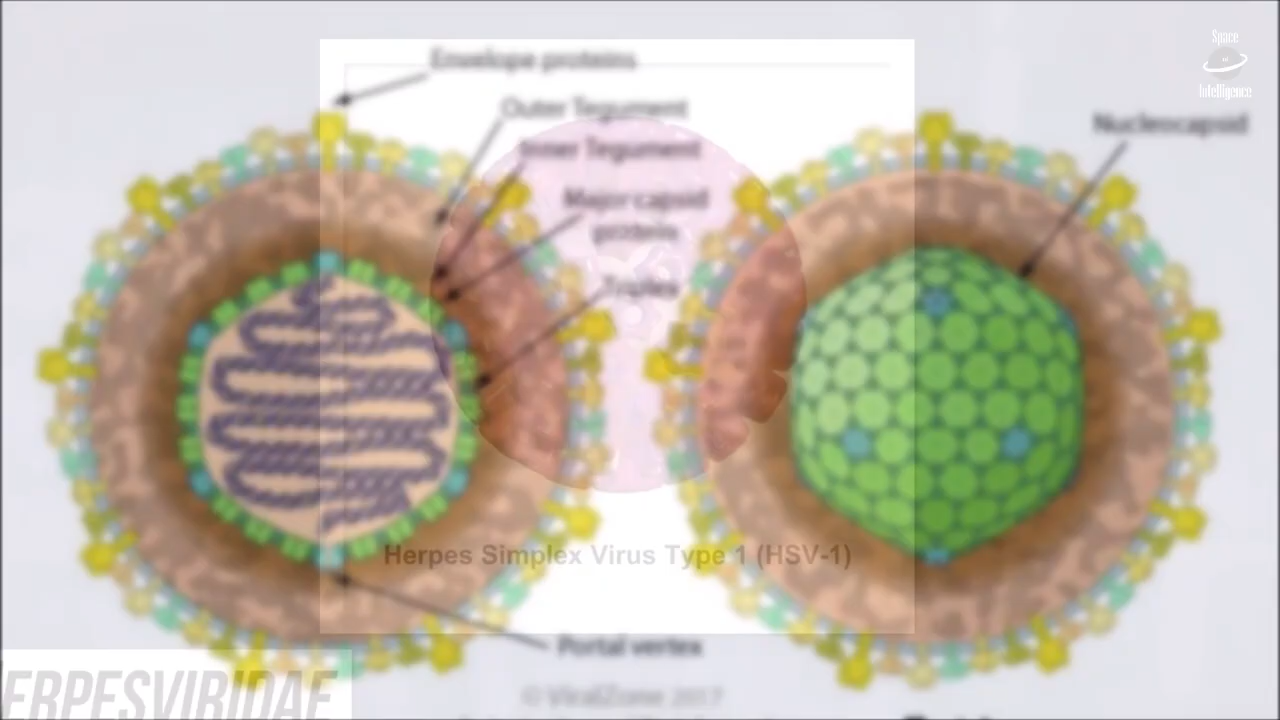 Space
Intelligence
Envelope proteins
Outer Tegument
Nucleocapsid
Inner Tegument
Major capsid
protein
Triplex
Herpes Simplex Virus Type 1 (HSV-1)
Portal vertex
ERPESVIRIDAE
© ViralZone 2017